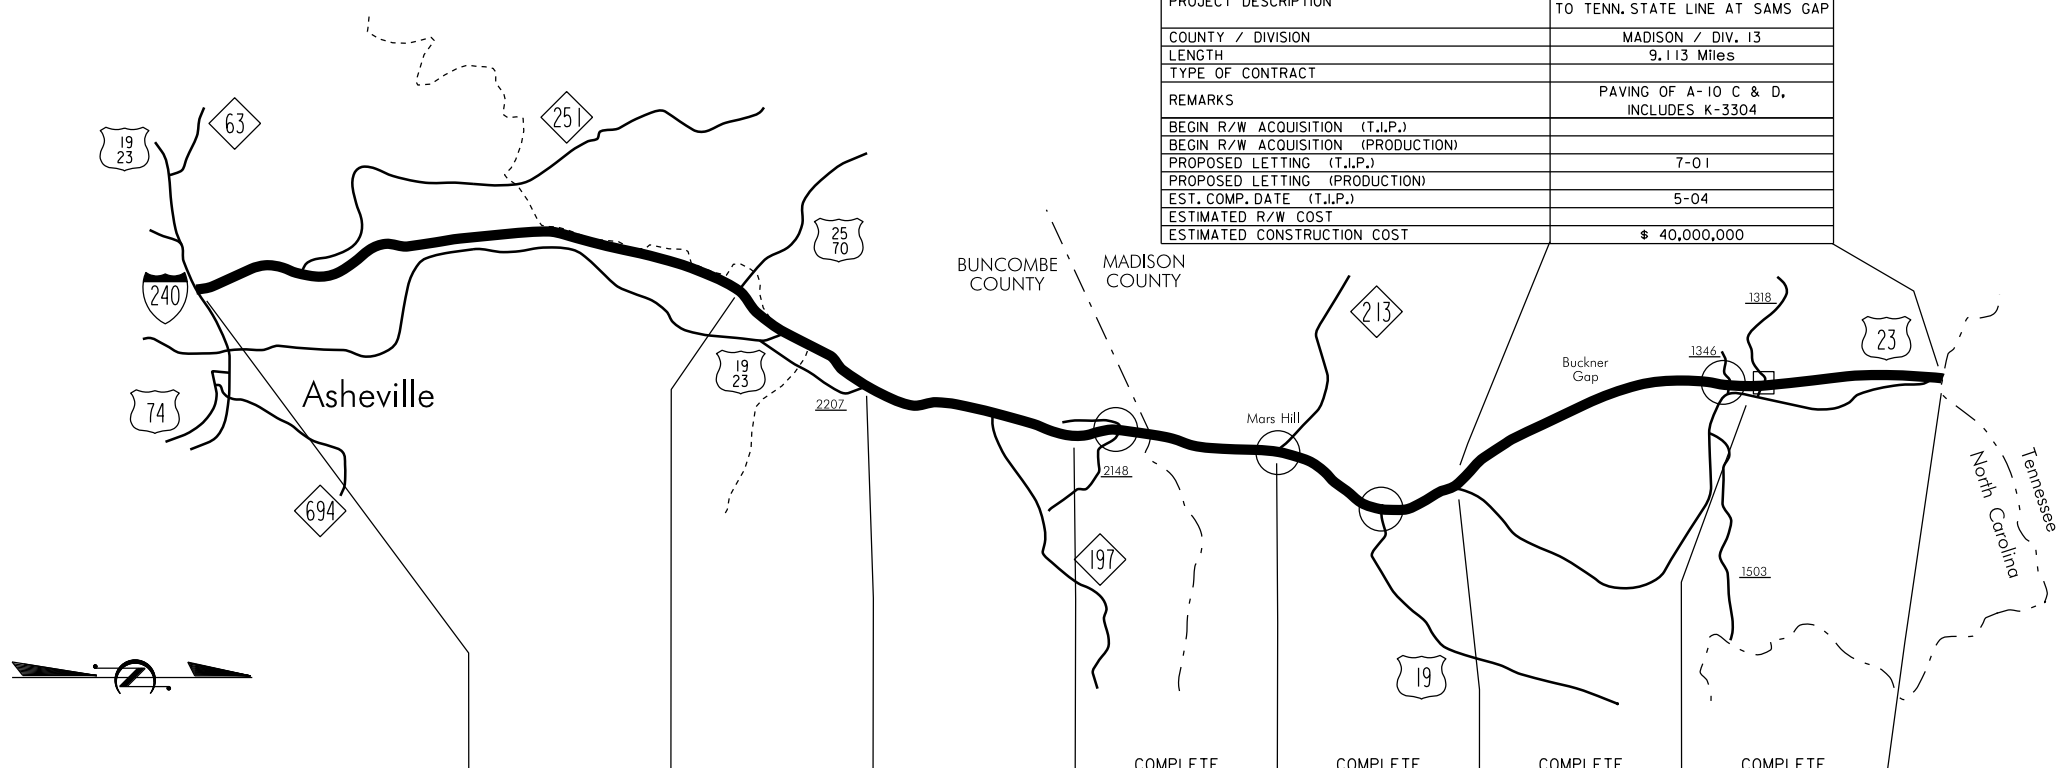 PROJECT DESCRIPTION
TO TENN. STATE LINE AT SAMS GAP
COUNTY / DIVISION MADISON / DIV. 13
LENGTH 9.113 Miles
TYPE OF CONTRACT
REMARKS PAVING OF A-10 C & D,
INCLUDES K-3304
BEGIN R/W ACQUISITION (T.I.P.)
BEGIN R/W ACQUISITION (PRODUCTION)
PROPOSED LETTING (T.I.P.) 7-01
PROPOSED LETTING (PRODUCTION)
EST. COMP. DATE (T.I.P.) 5-04
ESTIMATED R/W COST
ESTIMATED CONSTRUCTION COST $ 40,000,000
63
251
19
23
25
70
BUNCOMBE
COUNTY
MADISON
COUNTY
240
1318
213
23
1346
Buckner
Gap
19
23
74
Asheville
2207
Mars Hill
2148
694
197
1503
Tennessee
North Carolina
19
COMPLETE
COMPLETE
COMPLETE
COMPLETE